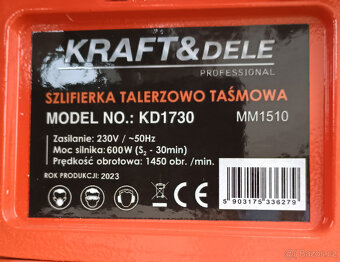 KRAFT&DELE
PROFESSIONAL
SZLIFIERKA TALERZOWO TAŚMOWA
MODEL NO.: KD1730 MM1510
Zasilanie: 230V / ~50Hz
Moc silnika: 600W (S₂ - 30min)
Prędkość obrotowa: 1450 obr./min.
ROK PRODUKCJI: 2023
5 903175 336279